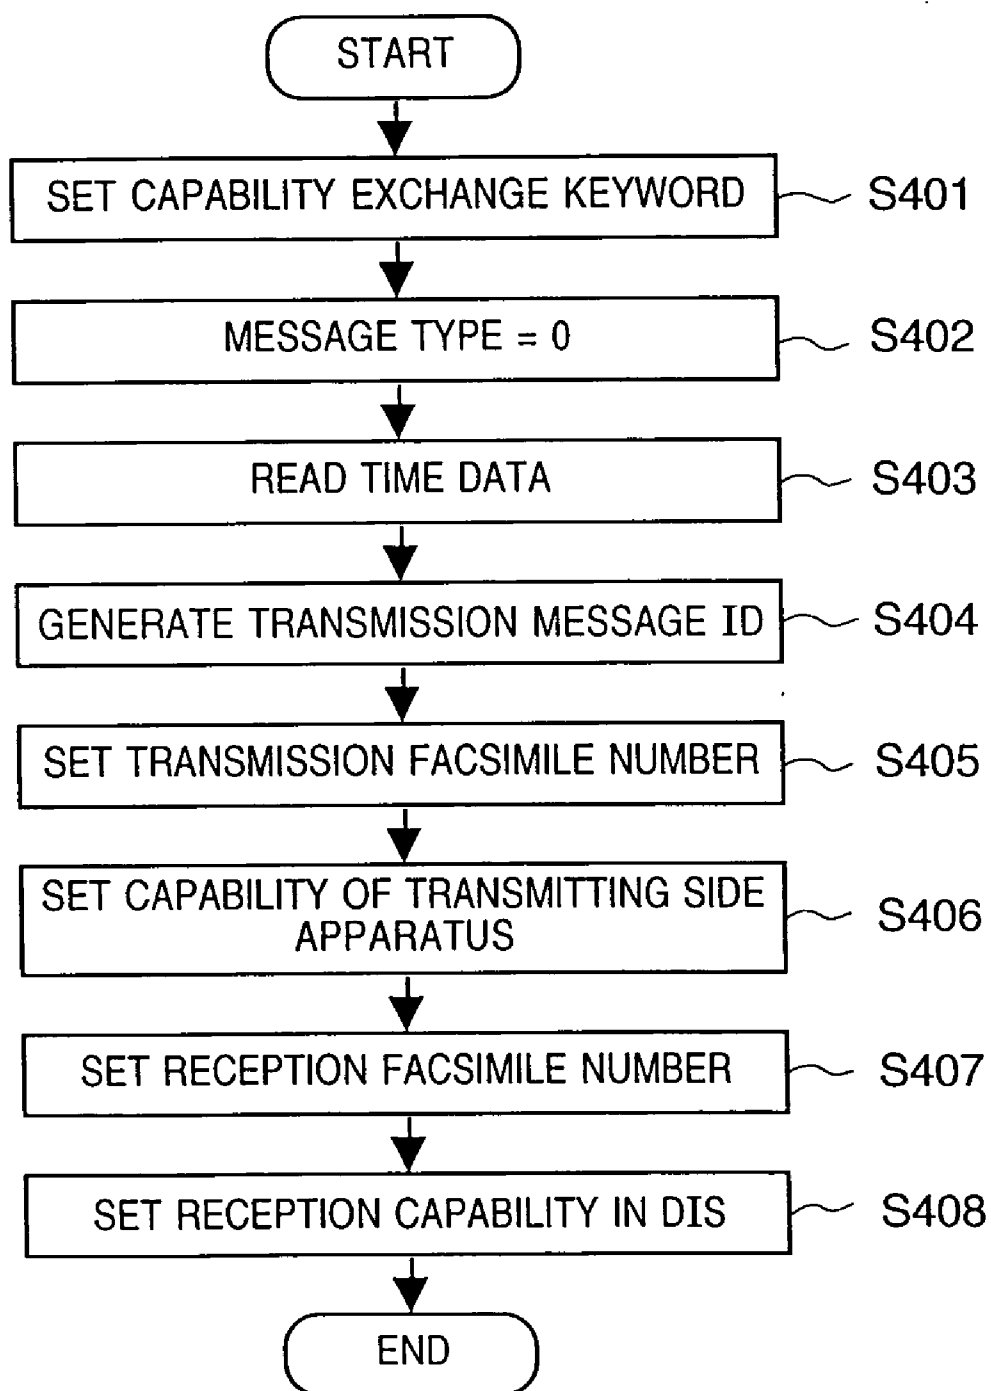 START
SET CAPABILITY EXCHANGE KEYWORD
S401
MESSAGE TYPE = 0
S402
READ TIME DATA
S403
GENERATE TRANSMISSION MESSAGE ID
S404
SET TRANSMISSION FACSIMILE NUMBER
S405
SET CAPABILITY OF TRANSMITTING SIDE
APPARATUS
S406
SET RECEPTION FACSIMILE NUMBER
S407
SET RECEPTION CAPABILITY IN DIS
S408
END